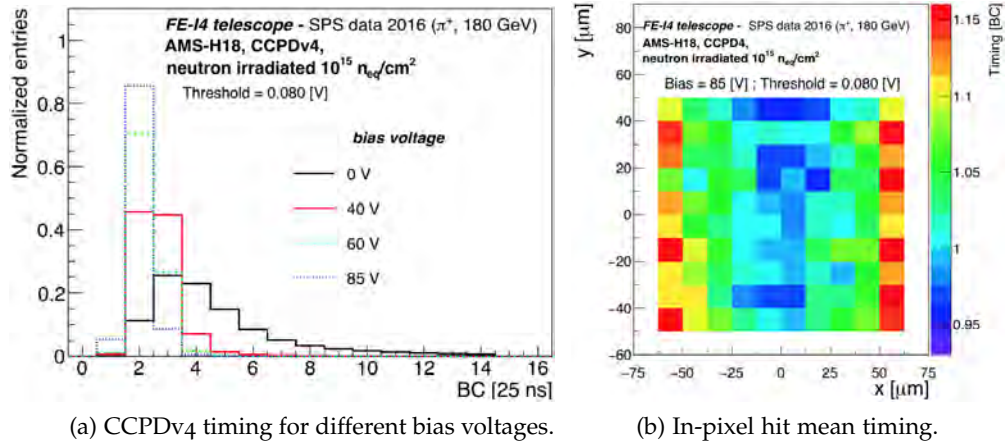 FE-I4 telescope - SPS data 2016 (π+, 180 GeV)
AMS-H18, CCPDv4,
neutron irradiated 10^15 n_eq/cm²
Threshold = 0.080 [V]
bias voltage
0 V
40 V
60 V
85 V
Normalized entries
1
0.8
0.6
0.4
0.2
0
0 2 4 6 8 10 12 14 16
BC [25 ns]
(a) CCPDv4 timing for different bias voltages.
FE-I4 telescope - SPS data 2016 (π+, 180 GeV)
AMS-H18, CCPD4,
neutron irradiated 10^15 n_eq/cm²
Bias = 85 [V] ; Threshold = 0.080 [V]
y [μm]
80
60
40
20
0
−20
−40
−60
−75 −50 −25 0 25 50 75
x [μm]
Timing [BC]
1.15
1.1
1.05
1
0.95
(b) In-pixel hit mean timing.